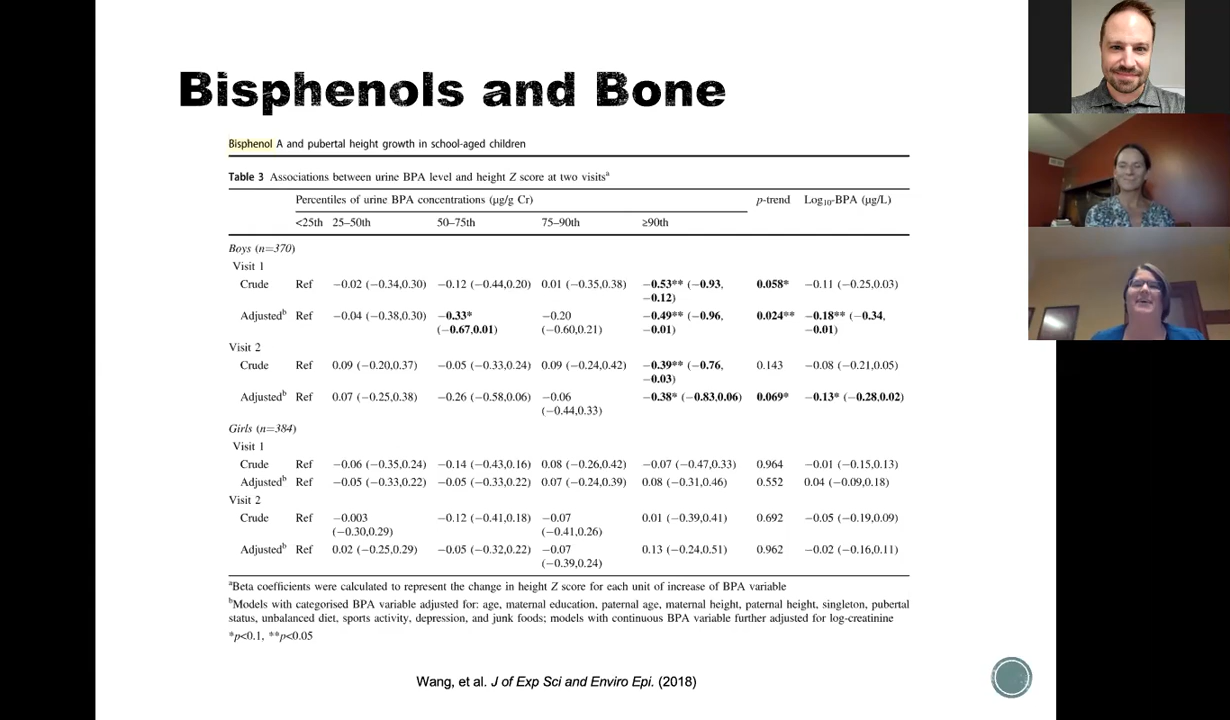 Bisphenols and Bone
Bisphenol A and pubertal height growth in school-aged children
Table 3 Associations between urine BPA level and height Z score at two visitsᵃ
Percentiles of urine BPA concentrations (μg/g Cr) p-trend Log₁₀-BPA (μg/L)
<25th 25–50th 50–75th 75–90th ≥90th
Boys (n=370)
Visit 1
Crude Ref −0.02 (−0.34,0.30) −0.12 (−0.44,0.20) 0.01 (−0.35,0.38) −0.53** (−0.93, 0.058* −0.11 (−0.25,0.03)
−0.12)
Adjustedᵇ Ref −0.04 (−0.38,0.30) −0.33* −0.20 −0.49** (−0.96, 0.024** −0.18** (−0.34,
(−0.67,0.01) (−0.60,0.21) −0.01) −0.01)
Visit 2
Crude Ref 0.09 (−0.20,0.37) −0.05 (−0.33,0.24) 0.09 (−0.24,0.42) −0.39** (−0.76, 0.143 −0.08 (−0.21,0.05)
−0.03)
Adjustedᵇ Ref 0.07 (−0.25,0.38) −0.26 (−0.58,0.06) −0.06 −0.38* (−0.83,0.06) 0.069* −0.13* (−0.28,0.02)
(−0.44,0.33)
Girls (n=384)
Visit 1
Crude Ref −0.06 (−0.35,0.24) −0.14 (−0.43,0.16) 0.08 (−0.26,0.42) −0.07 (−0.47,0.33) 0.964 −0.01 (−0.15,0.13)
Adjustedᵇ Ref −0.05 (−0.33,0.22) −0.05 (−0.33,0.22) 0.07 (−0.24,0.39) 0.08 (−0.31,0.46) 0.552 0.04 (−0.09,0.18)
Visit 2
Crude Ref −0.003 −0.12 (−0.41,0.18) −0.07 0.01 (−0.39,0.41) 0.692 −0.05 (−0.19,0.09)
(−0.30,0.29) (−0.41,0.26)
Adjustedᵇ Ref 0.02 (−0.25,0.29) −0.05 (−0.32,0.22) −0.07 0.13 (−0.24,0.51) 0.962 −0.02 (−0.16,0.11)
(−0.39,0.24)
ᵃBeta coefficients were calculated to represent the change in height Z score for each unit of increase of BPA variable
ᵇModels with categorised BPA variable adjusted for: age, maternal education, paternal age, maternal height, paternal height, singleton, pubertal
status, unbalanced diet, sports activity, depression, and junk foods; models with continuous BPA variable further adjusted for log-creatinine
*p<0.1, **p<0.05
Wang, et al. J of Exp Sci and Enviro Epi. (2018)